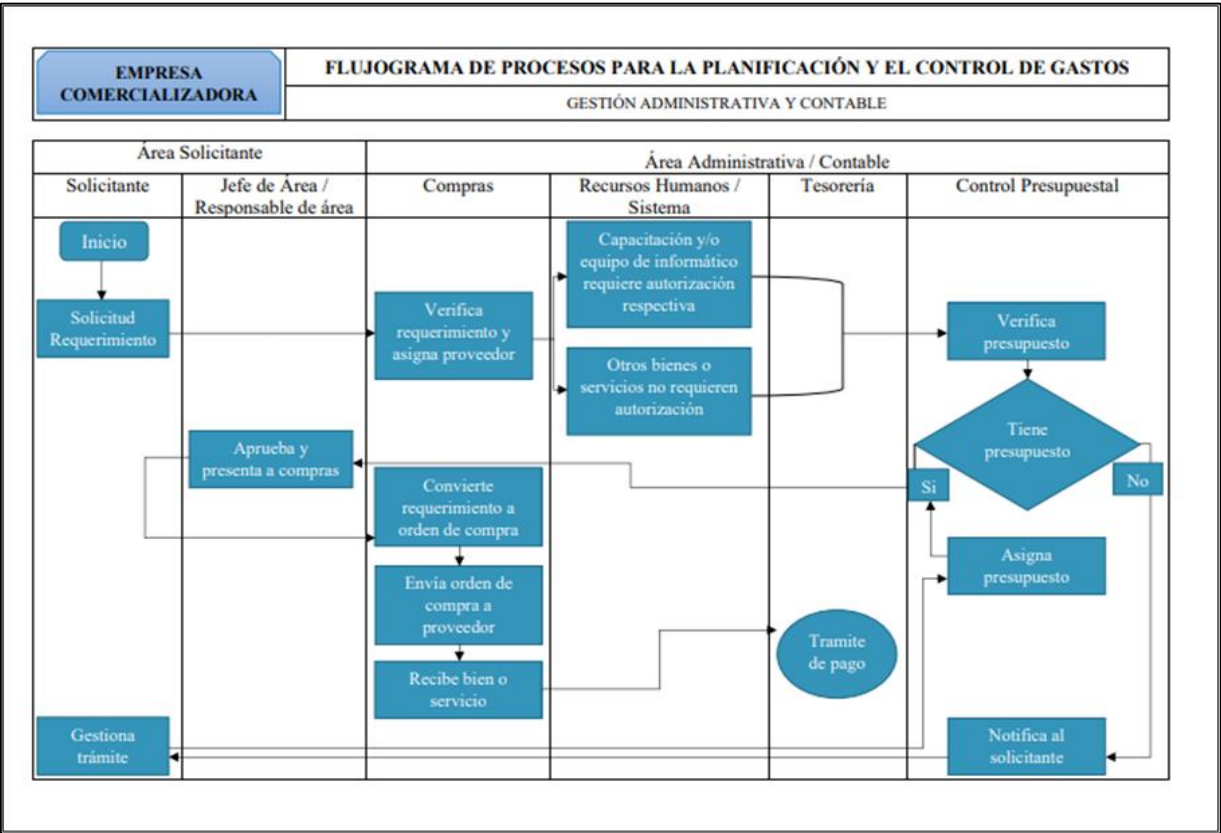 EMPRESA
COMERCIALIZADORA
FLUJOGRAMA DE PROCESOS PARA LA PLANIFICACIÓN Y EL CONTROL DE GASTOS
GESTIÓN ADMINISTRATIVA Y CONTABLE
Área Solicitante
Área Administrativa / Contable
Solicitante
Jefe de Área /
Responsable de área
Compras
Recursos Humanos /
Sistema
Tesorería
Control Presupuestal
Inicio
Solicitud
Requerimiento
Verifica
requerimiento y
asigna proveedor
Capacitación y/o
equipo de informático
requiere autorización
respectiva
Otros bienes o
servicios no requieren
autorización
Verifica
presupuesto
Tiene
presupuesto
Si
No
Aprueba y
presenta a compras
Convierte
requerimiento a
orden de compra
Asigna
presupuesto
Envía orden de
compra a
proveedor
Recibe bien o
servicio
Tramite
de pago
Gestiona
trámite
Notifica al
solicitante